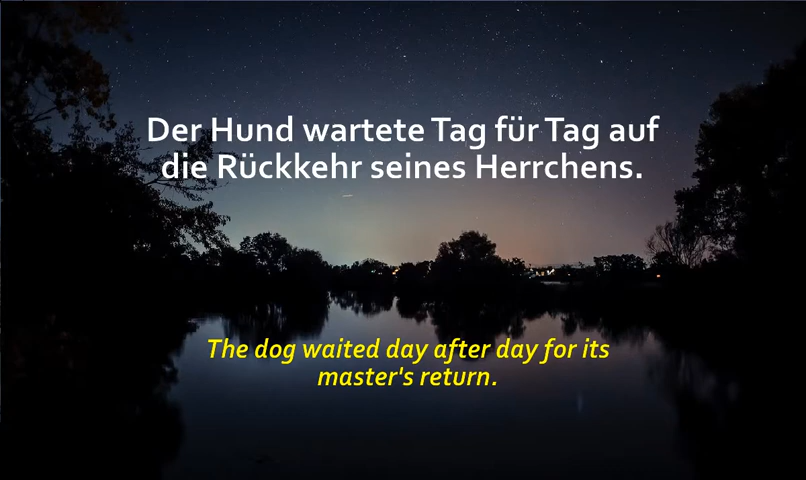 Der Hund wartete Tag für Tag auf
die Rückkehr seines Herrchens.
The dog waited day after day for its
master's return.